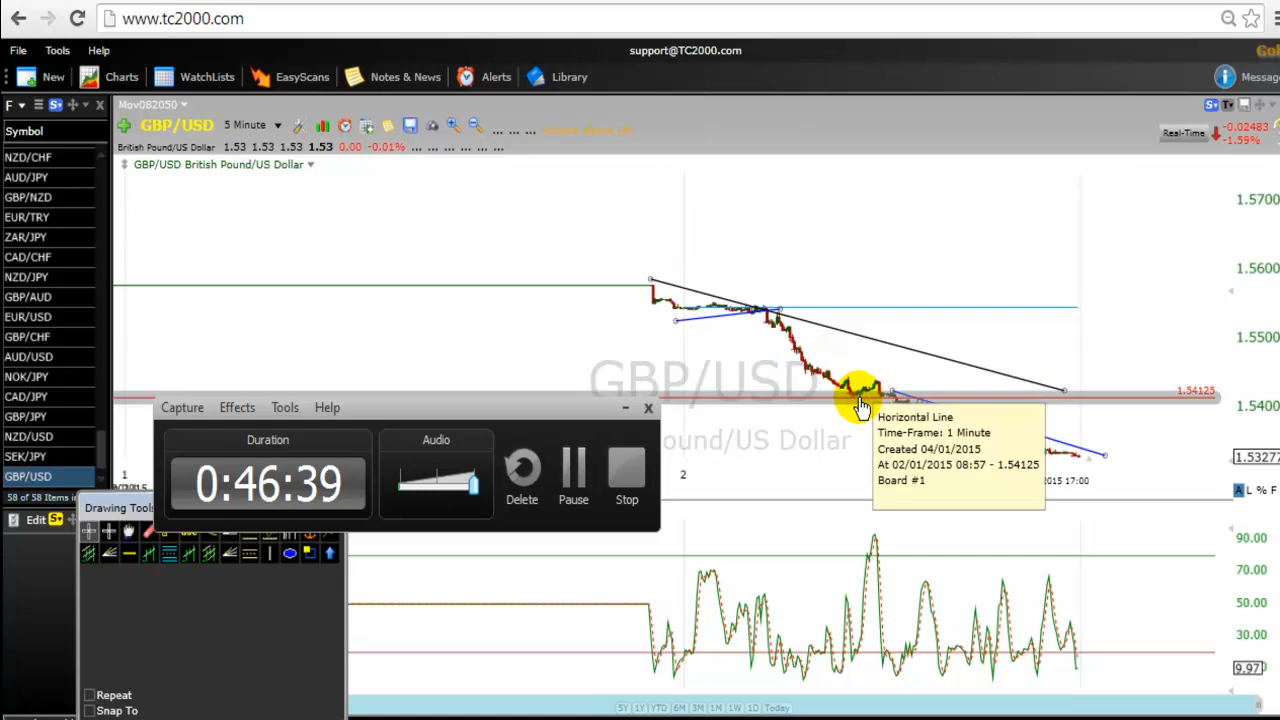 www.tc2000.com
File Tools Help support@TC2000.com
New Charts WatchLists EasyScans Notes & News Alerts Library
F
Mov082050
Symbol
GBP/USD 5 Minute ... ... ...
Real-Time -0.02483
-1.59%
British Pound/US Dollar 1.53 1.53 1.53 1.53 0.00 -0.01% ... ... ... ... ...
GBP/USD British Pound/US Dollar
NZD/CHF
AUD/JPY
GBP/NZD
EUR/TRY
ZAR/JPY
CAD/CHF
NZD/JPY
GBP/AUD
EUR/USD
GBP/CHF
AUD/USD
NOK/JPY
CAD/JPY
GBP/JPY
NZD/USD
SEK/JPY
GBP/USD
58 of 58 Items in
1.5700
1.5600
1.5500
1.54125
1.5400
1.53277
GBP/USD
ound/US Dollar
1
2
2015 17:00
A L % F
Horizontal Line
Time-Frame: 1 Minute
Created 04/01/2015
At 02/01/2015 08:57 - 1.54125
Board #1
Capture Effects Tools Help
Duration
0:46:39
Audio
Delete Pause Stop
Edit
Drawing Tools
Repeat
Snap To
90.00
70.00
50.00
30.00
9.97
5Y 1Y YTD 6M 3M 1M 1W 1D Today